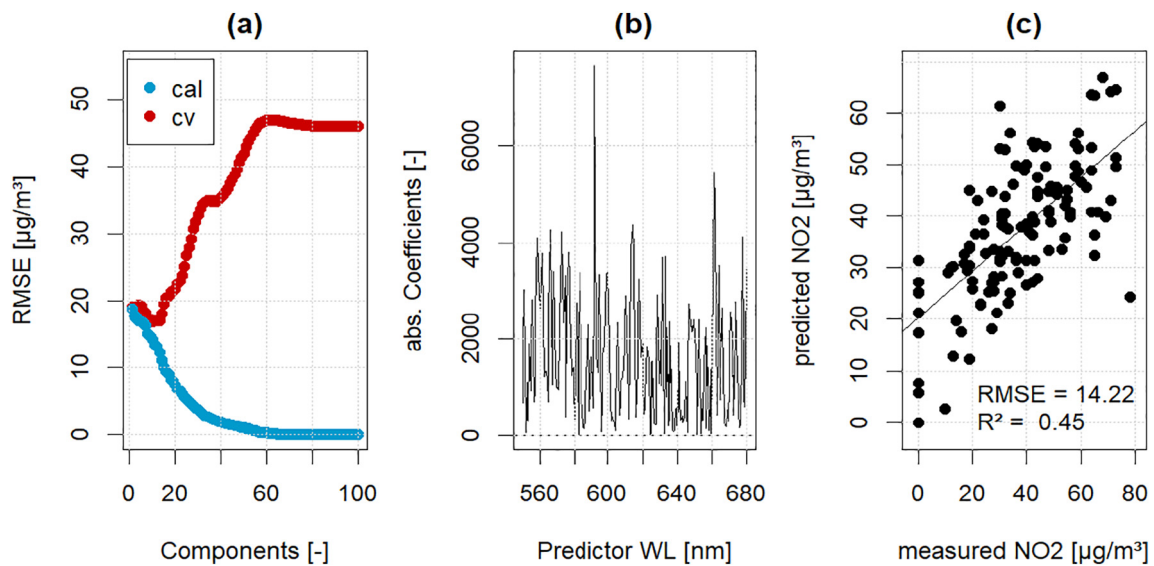 (a)
cal
cv
RMSE [µg/m³]
0 10 20 30 40 50
0 20 60 100
Components [-]
(b)
abs. Coefficients [-]
0 2000 4000 6000
560 600 640 680
Predictor WL [nm]
(c)
predicted NO2 [µg/m³]
0 10 20 30 40 50 60
RMSE = 14.22
R² = 0.45
0 20 40 60 80
measured NO2 [µg/m³]